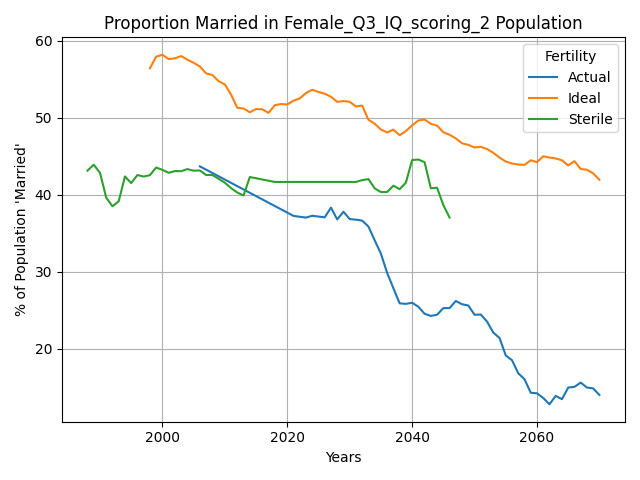 Proportion Married in Female_Q3_IQ_scoring_2 Population
% of Population 'Married'
60
50
40
30
20
Fertility
Actual
Ideal
Sterile
2000
2020
2040
2060
Years